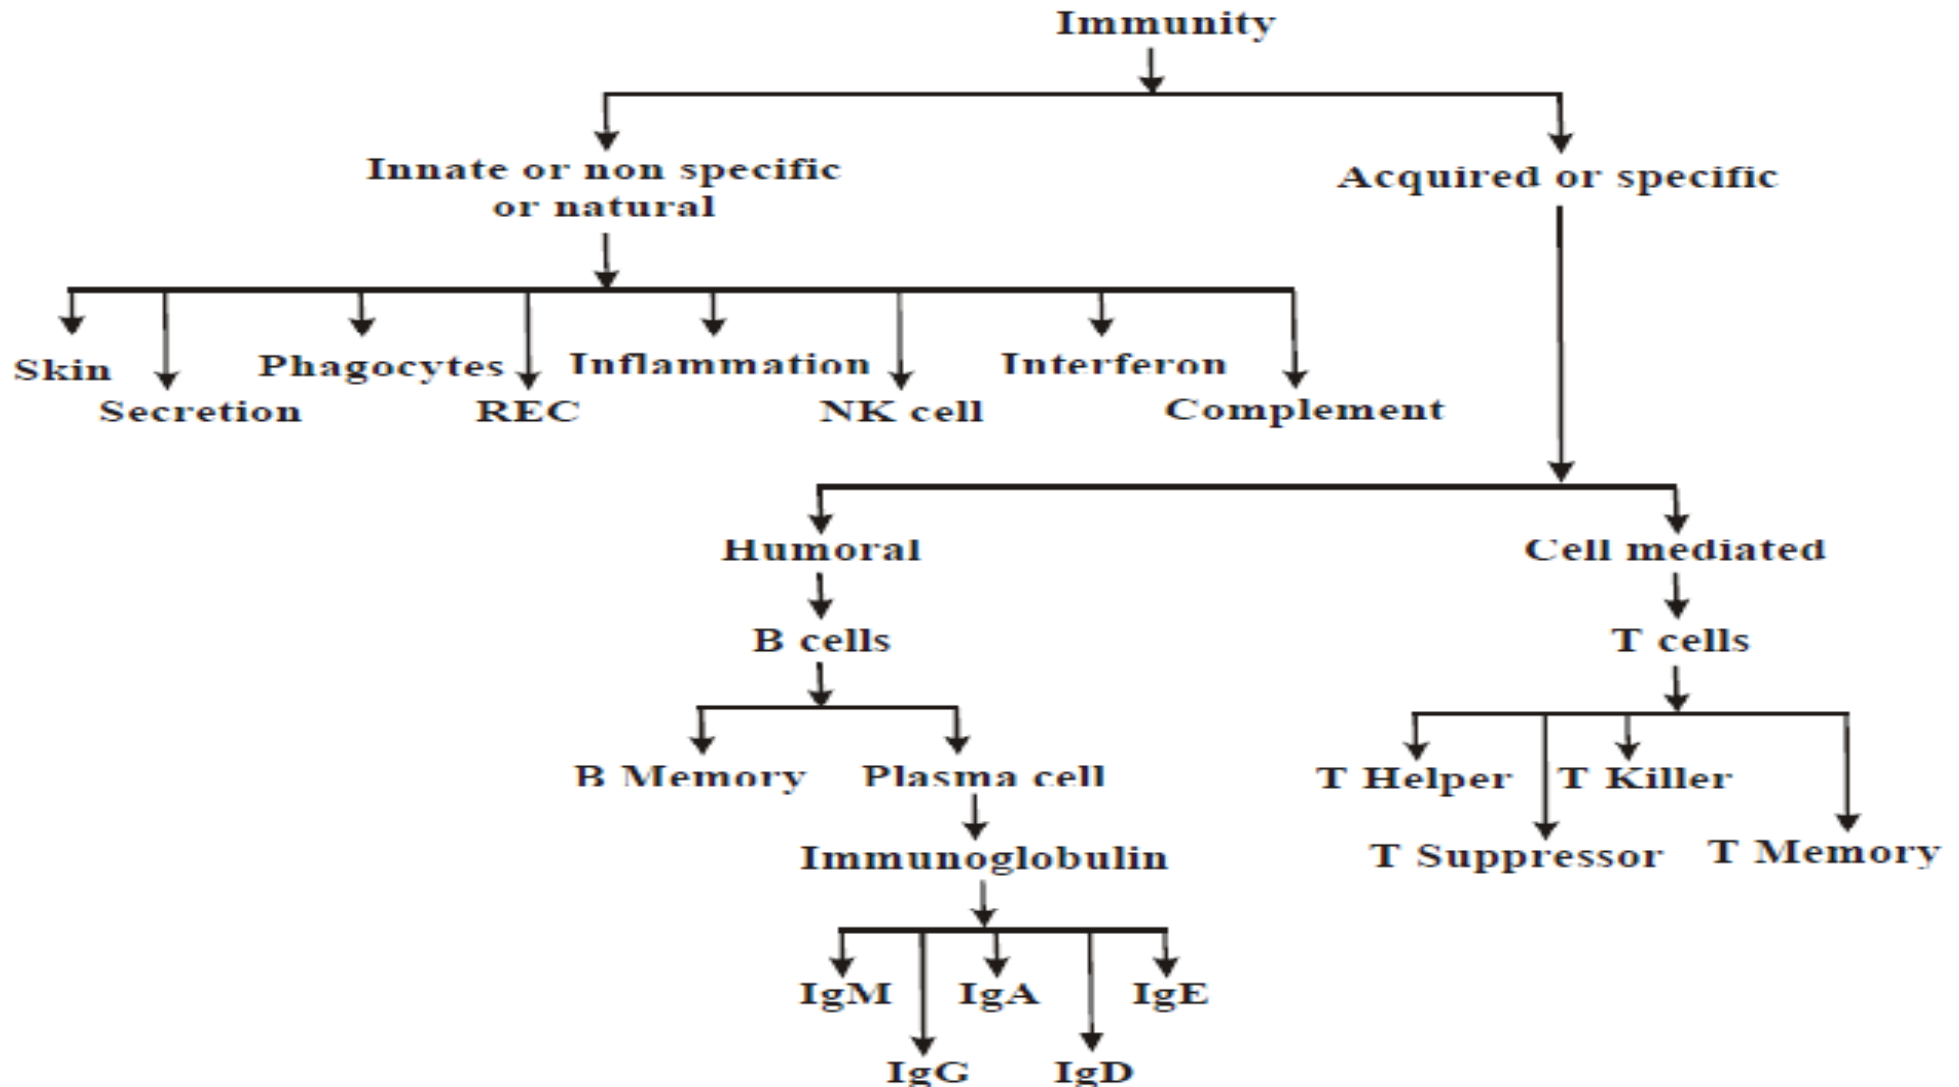 Immunity
Innate or non specific
or natural
Acquired or specific
Skin
Secretion
Phagocytes
REC
Inflammation
NK cell
Interferon
Complement
Humoral
Cell mediated
B cells
T cells
B Memory
Plasma cell
T Helper
T Suppressor
T Killer
T Memory
Immunoglobulin
IgM
IgG
IgA
IgD
IgE